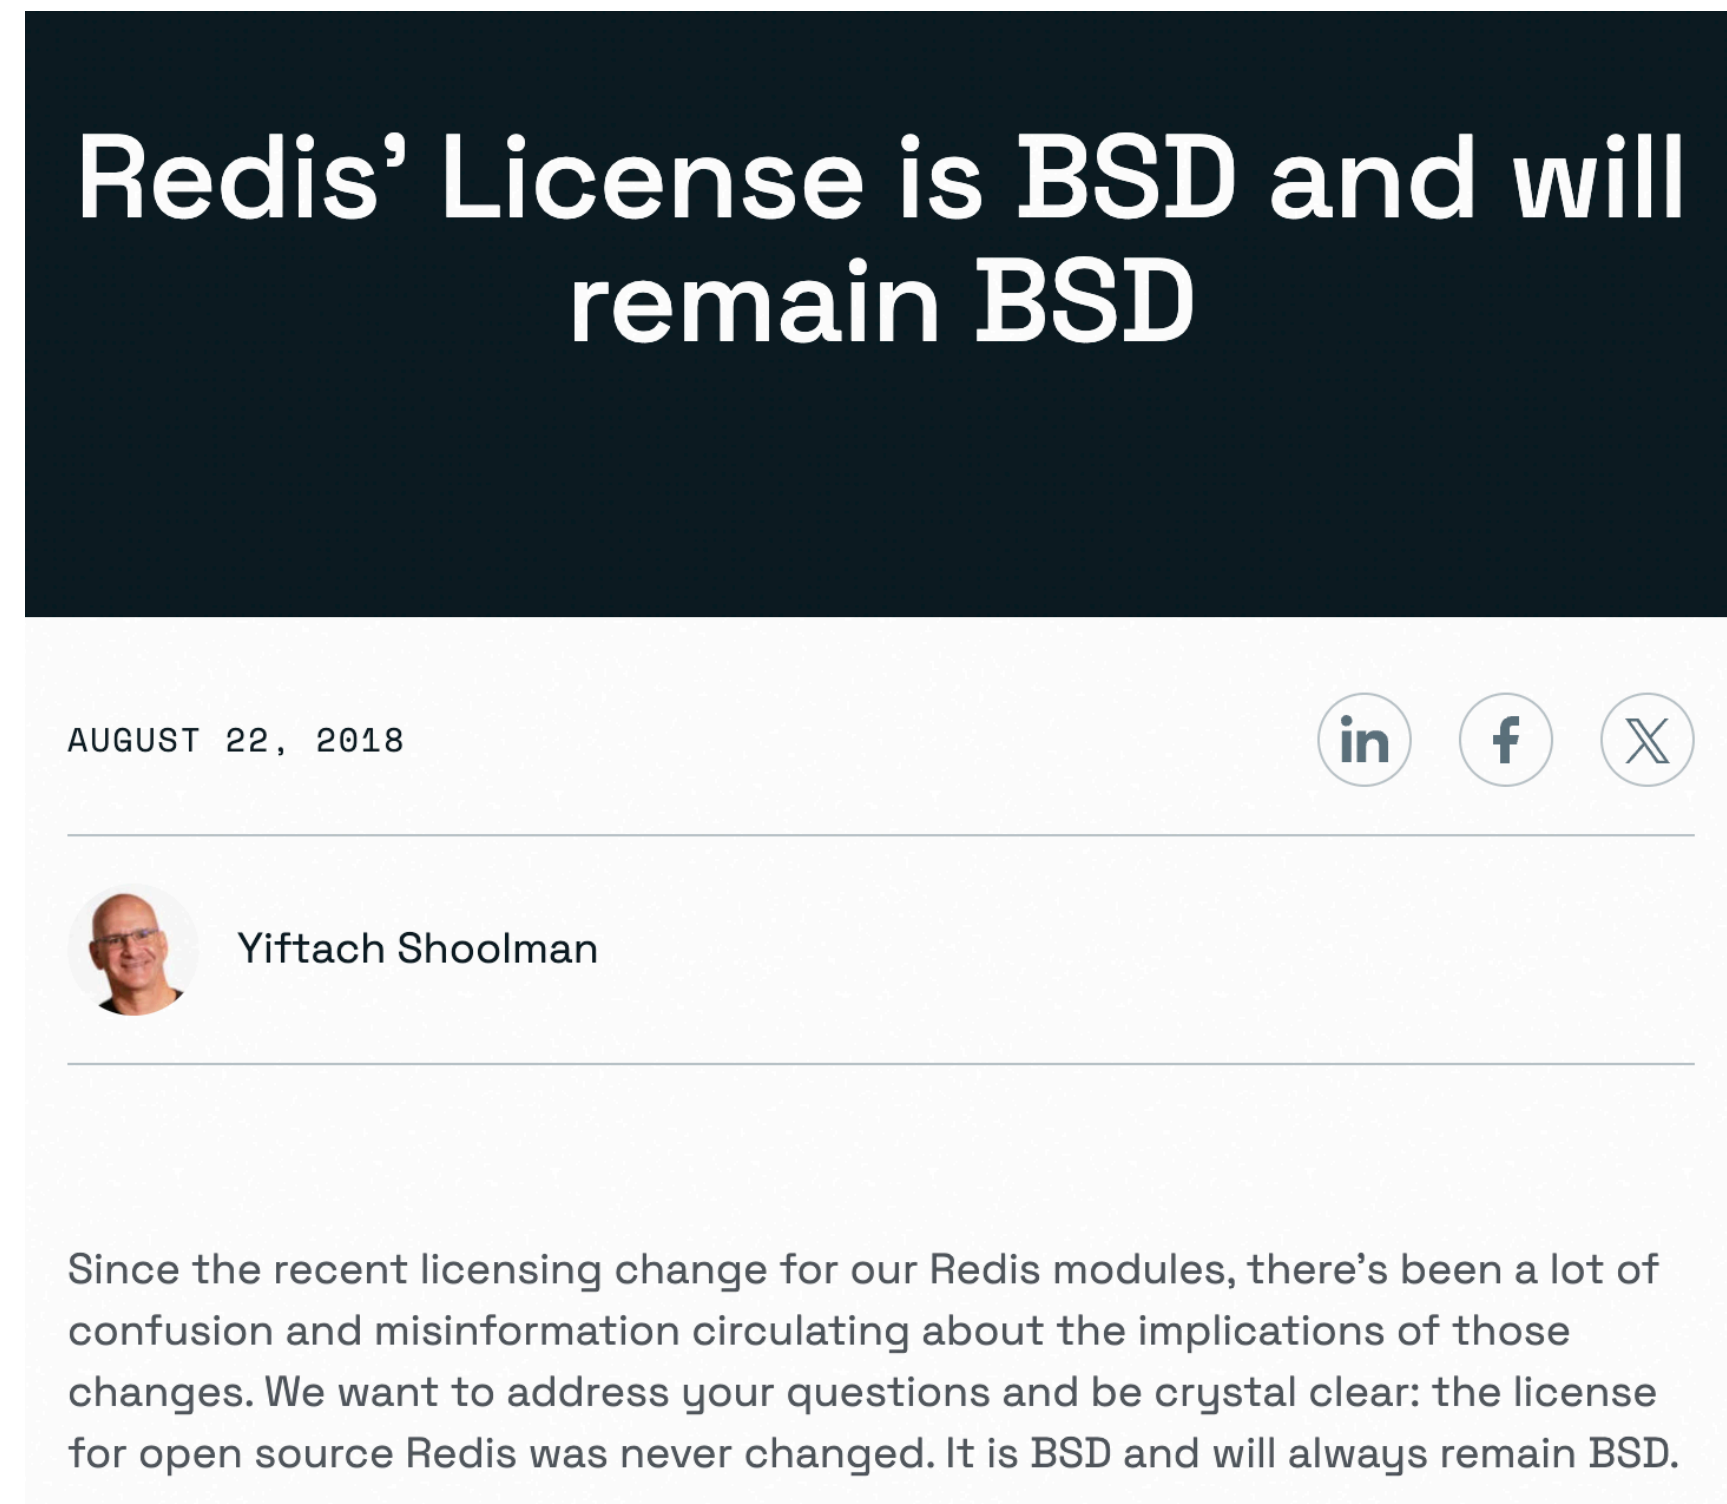 Redis’ License is BSD and will
remain BSD
AUGUST 22, 2018
in f X
Yiftach Shoolman
Since the recent licensing change for our Redis modules, there’s been a lot of
confusion and misinformation circulating about the implications of those
changes. We want to address your questions and be crystal clear: the license
for open source Redis was never changed. It is BSD and will always remain BSD.